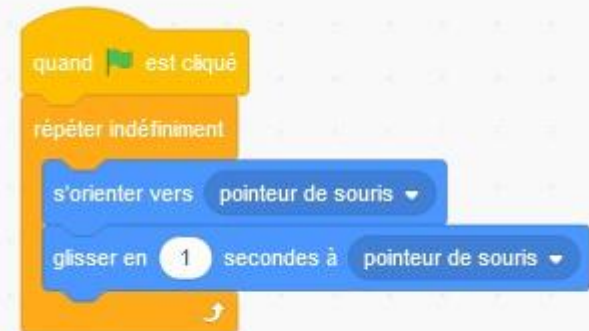 quand est cliqué
répéter indéfiniment
s'orienter vers pointeur de souris
glisser en 1 secondes à pointeur de souris